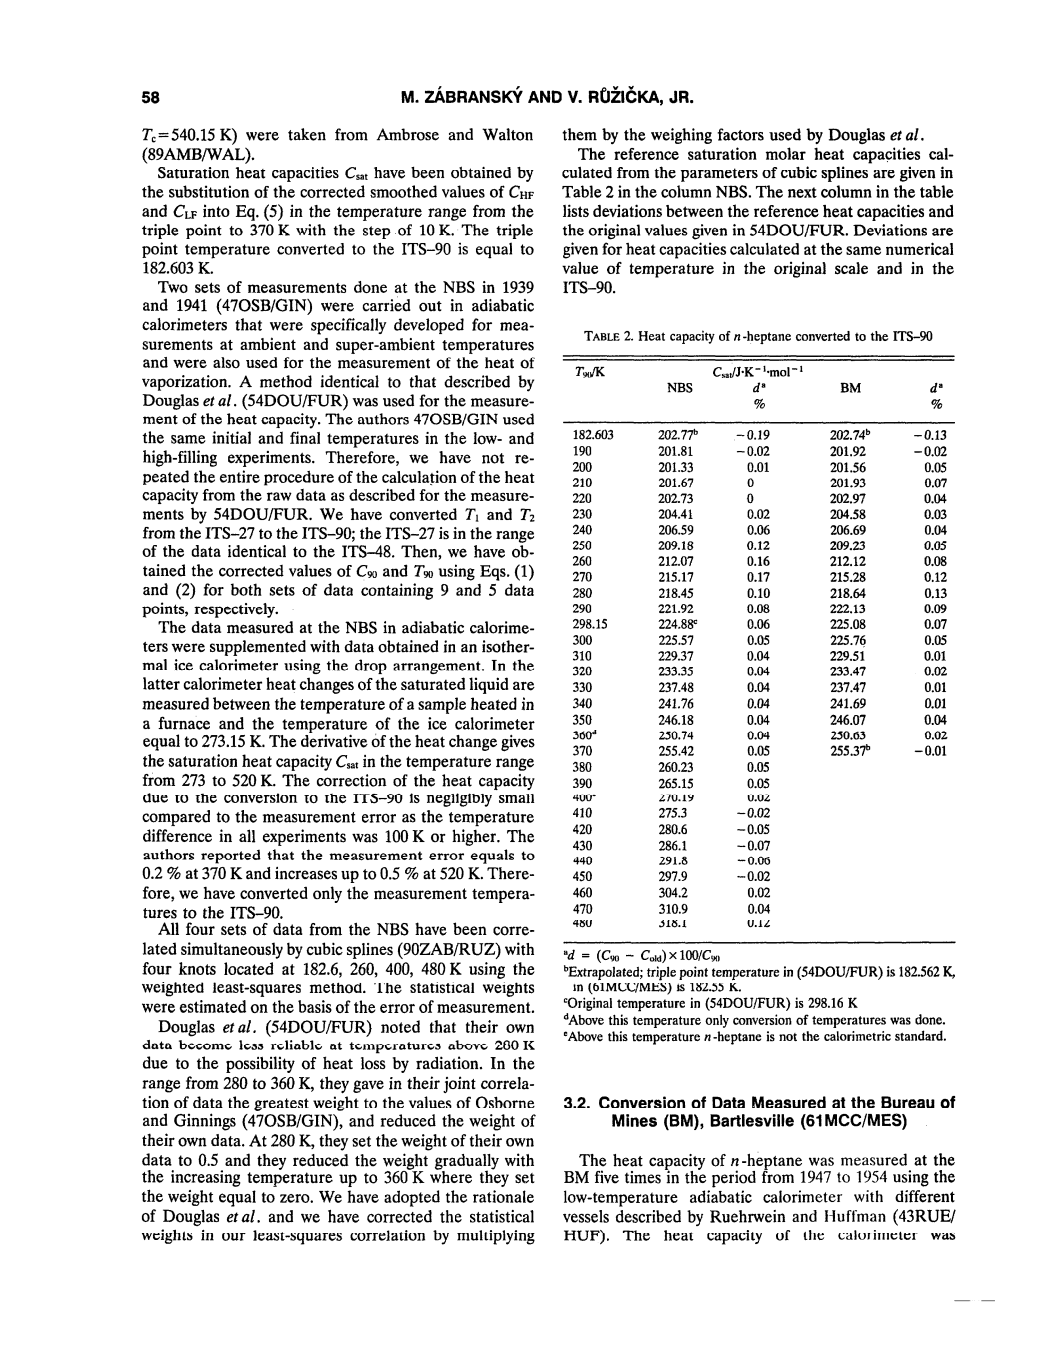 58
M. ZÁBRANSKÝ AND V. RŮŽIČKA, JR.
Tc=540.15 K) were taken from Ambrose and Walton
(89AMB/WAL).
Saturation heat capacities Csat have been obtained by
the substitution of the corrected smoothed values of CHF
and CLF into Eq. (5) in the temperature range from the
triple point to 370 K with the step of 10 K. The triple
point temperature converted to the ITS–90 is equal to
182.603 K.
Two sets of measurements done at the NBS in 1939
and 1941 (47OSB/GIN) were carried out in adiabatic
calorimeters that were specifically developed for mea-
surements at ambient and super-ambient temperatures
and were also used for the measurement of the heat of
vaporization. A method identical to that described by
Douglas et al. (54DOU/FUR) was used for the measure-
ment of the heat capacity. The authors 47OSB/GIN used
the same initial and final temperatures in the low- and
high-filling experiments. Therefore, we have not re-
peated the entire procedure of the calculation of the heat
capacity from the raw data as described for the measure-
ments by 54DOU/FUR. We have converted T1 and T2
from the ITS–27 to the ITS–90; the ITS–27 is in the range
of the data identical to the ITS–48. Then, we have ob-
tained the corrected values of C90 and T90 using Eqs. (1)
and (2) for both sets of data containing 9 and 5 data
points, respectively.
The data measured at the NBS in adiabatic calorime-
ters were supplemented with data obtained in an isother-
mal ice calorimeter using the drop arrangement. In the
latter calorimeter heat changes of the saturated liquid are
measured between the temperature of a sample heated in
a furnace and the temperature of the ice calorimeter
equal to 273.15 K. The derivative of the heat change gives
the saturation heat capacity Csat in the temperature range
from 273 to 520 K. The correction of the heat capacity
due to the conversion to the ITS–90 is negligibly small
compared to the measurement error as the temperature
difference in all experiments was 100 K or higher. The
authors reported that the measurement error equals to
0.2 % at 370 K and increases up to 0.5 % at 520 K. There-
fore, we have converted only the measurement tempera-
tures to the ITS–90.
All four sets of data from the NBS have been corre-
lated simultaneously by cubic splines (90ZAB/RUZ) with
four knots located at 182.6, 260, 400, 480 K using the
weighted least-squares method. The statistical weights
were estimated on the basis of the error of measurement.
Douglas et al. (54DOU/FUR) noted that their own
data become less reliable at temperatures above 280 K
due to the possibility of heat loss by radiation. In the
range from 280 to 360 K, they gave in their joint correla-
tion of data the greatest weight to the values of Osborne
and Ginnings (47OSB/GIN), and reduced the weight of
their own data. At 280 K, they set the weight of their own
data to 0.5 and they reduced the weight gradually with
the increasing temperature up to 360 K where they set
the weight equal to zero. We have adopted the rationale
of Douglas et al. and we have corrected the statistical
weights in our least-squares correlation by multiplying
them by the weighing factors used by Douglas et al.
The reference saturation molar heat capacities cal-
culated from the parameters of cubic splines are given in
Table 2 in the column NBS. The next column in the table
lists deviations between the reference heat capacities and
the original values given in 54DOU/FUR. Deviations are
given for heat capacities calculated at the same numerical
value of temperature in the original scale and in the
ITS–90.
TABLE 2. Heat capacity of n-heptane converted to the ITS–90
T90/K Csat/J·K⁻¹·mol⁻¹
NBS dᵃ BM dᵃ
% %
182.603 202.77ᵇ −0.19 202.74ᵇ −0.13
190 201.81 −0.02 201.92 −0.02
200 201.33 0.01 201.56 0.05
210 201.67 0 201.93 0.07
220 202.73 0 202.97 0.04
230 204.41 0.02 204.58 0.03
240 206.59 0.06 206.69 0.04
250 209.18 0.12 209.23 0.05
260 212.07 0.16 212.12 0.08
270 215.17 0.17 215.28 0.12
280 218.45 0.10 218.64 0.13
290 221.92 0.08 222.13 0.09
298.15 224.88ᶜ 0.06 225.08 0.07
300 225.57 0.05 225.76 0.05
310 229.37 0.04 229.51 0.01
320 233.35 0.04 233.47 0.02
330 237.48 0.04 237.47 0.01
340 241.76 0.04 241.69 0.01
350 246.18 0.04 246.07 0.04
360ᵈ 250.74 0.04 250.63 0.02
370 255.42 0.05 255.37ᵇ −0.01
380 260.23 0.05
390 265.15 0.05
400ᵉ 270.19 0.02
410 275.3 −0.02
420 280.6 −0.05
430 286.1 −0.07
440 291.8 −0.06
450 297.9 −0.02
460 304.2 0.02
470 310.9 0.04
480 318.1 0.12
ᵃd = (C90 − Cold)×100/C90
ᵇExtrapolated; triple point temperature in (54DOU/FUR) is 182.562 K,
in (61MCC/MES) is 182.55 K.
ᶜOriginal temperature in (54DOU/FUR) is 298.16 K
ᵈAbove this temperature only conversion of temperatures was done.
ᵉAbove this temperature n-heptane is not the calorimetric standard.
3.2. Conversion of Data Measured at the Bureau of
Mines (BM), Bartlesville (61MCC/MES)
The heat capacity of n-heptane was measured at the
BM five times in the period from 1947 to 1954 using the
low-temperature adiabatic calorimeter with different
vessels described by Ruehrwein and Huffman (43RUE/
HUF). The heat capacity of the calorimeter was